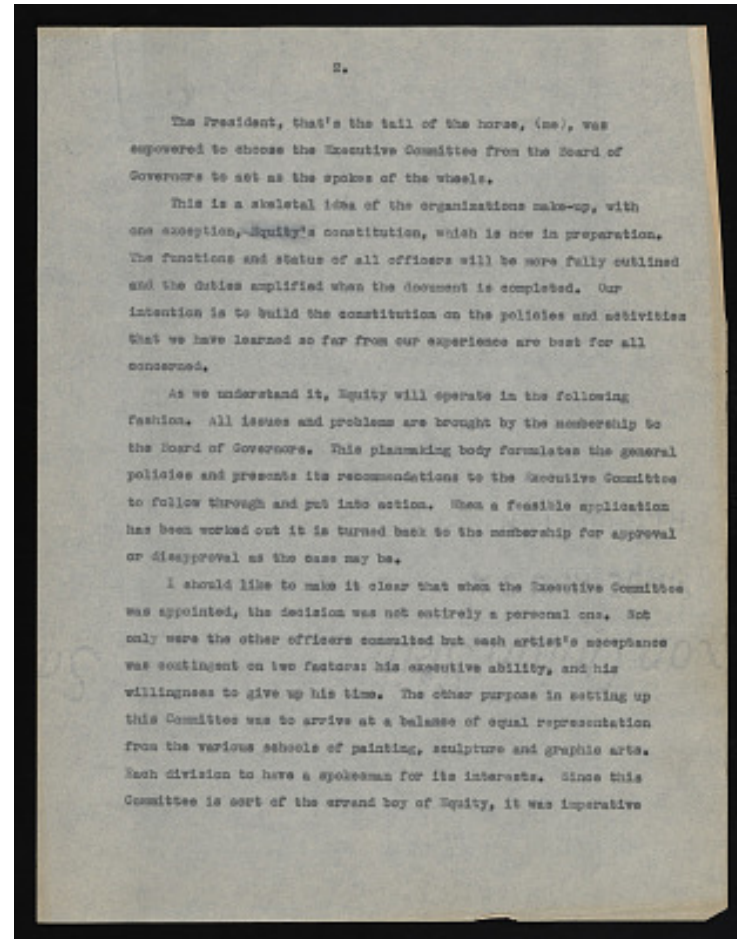 2.
The President, that's the tail of the horse, (me), was
empowered to choose the Executive Committee from the Board of
Governors to act as the spokes of the wheels.
This is a skeletal idea of the organizations make-up, with
one exception, Equity's constitution, which is now in preparation.
The functions and status of all officers will be more fully outlined
and the duties amplified when the document is completed. Our
intention is to build the constitution on the policies and activities
that we have learned so far from our experience are best for all
concerned.
As we understand it, Equity will operate in the following
fashion. All issues and problems are brought by the membership to
the Board of Governors. This planmaking body formulates the general
policies and presents its recommendations to the Executive Committee
to follow through and put into action. When a feasible application
has been worked out it is turned back to the membership for approval
or disapproval as the case may be.
I should like to make it clear that when the Executive Committee
was appointed, the decision was not entirely a personal one. Not
only were the other officers consulted but each artist's acceptance
was contingent on two factors: his executive ability, and his
willingness to give up his time. The other purpose in setting up
this Committee was to arrive at a balance of equal representation
from the various schools of painting, sculpture and graphic arts.
Each division to have a spokesman for its interests. Since this
Committee is sort of the errand boy of Equity, it was imperative